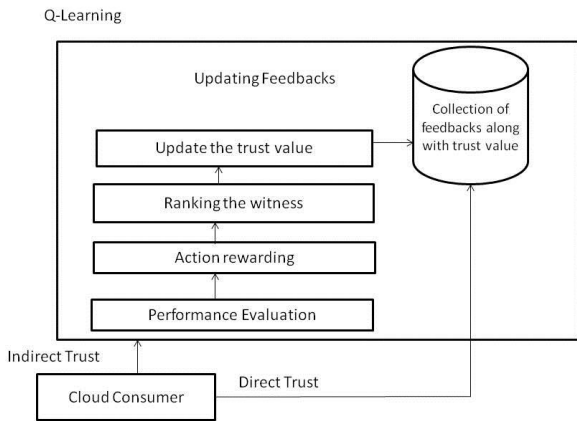 Q-Learning
Updating Feedbacks
Collection of
feedbacks along
with trust value
Update the trust value
Ranking the witness
Action rewarding
Performance Evaluation
Indirect Trust
Direct Trust
Cloud Consumer